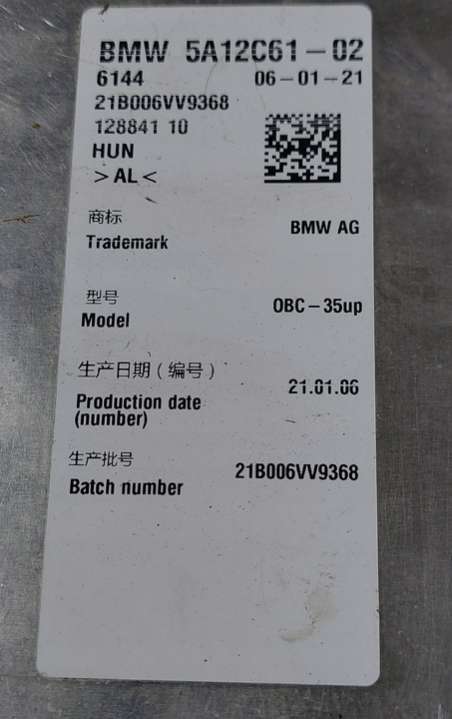 BMW 5A12C61-02
6144 06-01-21
21B006VV9368
128841 10
HUN
>AL<
商标
Trademark BMW AG
型号
Model OBC-35up
生产日期(编号)
Production date 21.01.06
(number)
生产批号
Batch number 21B006VV9368